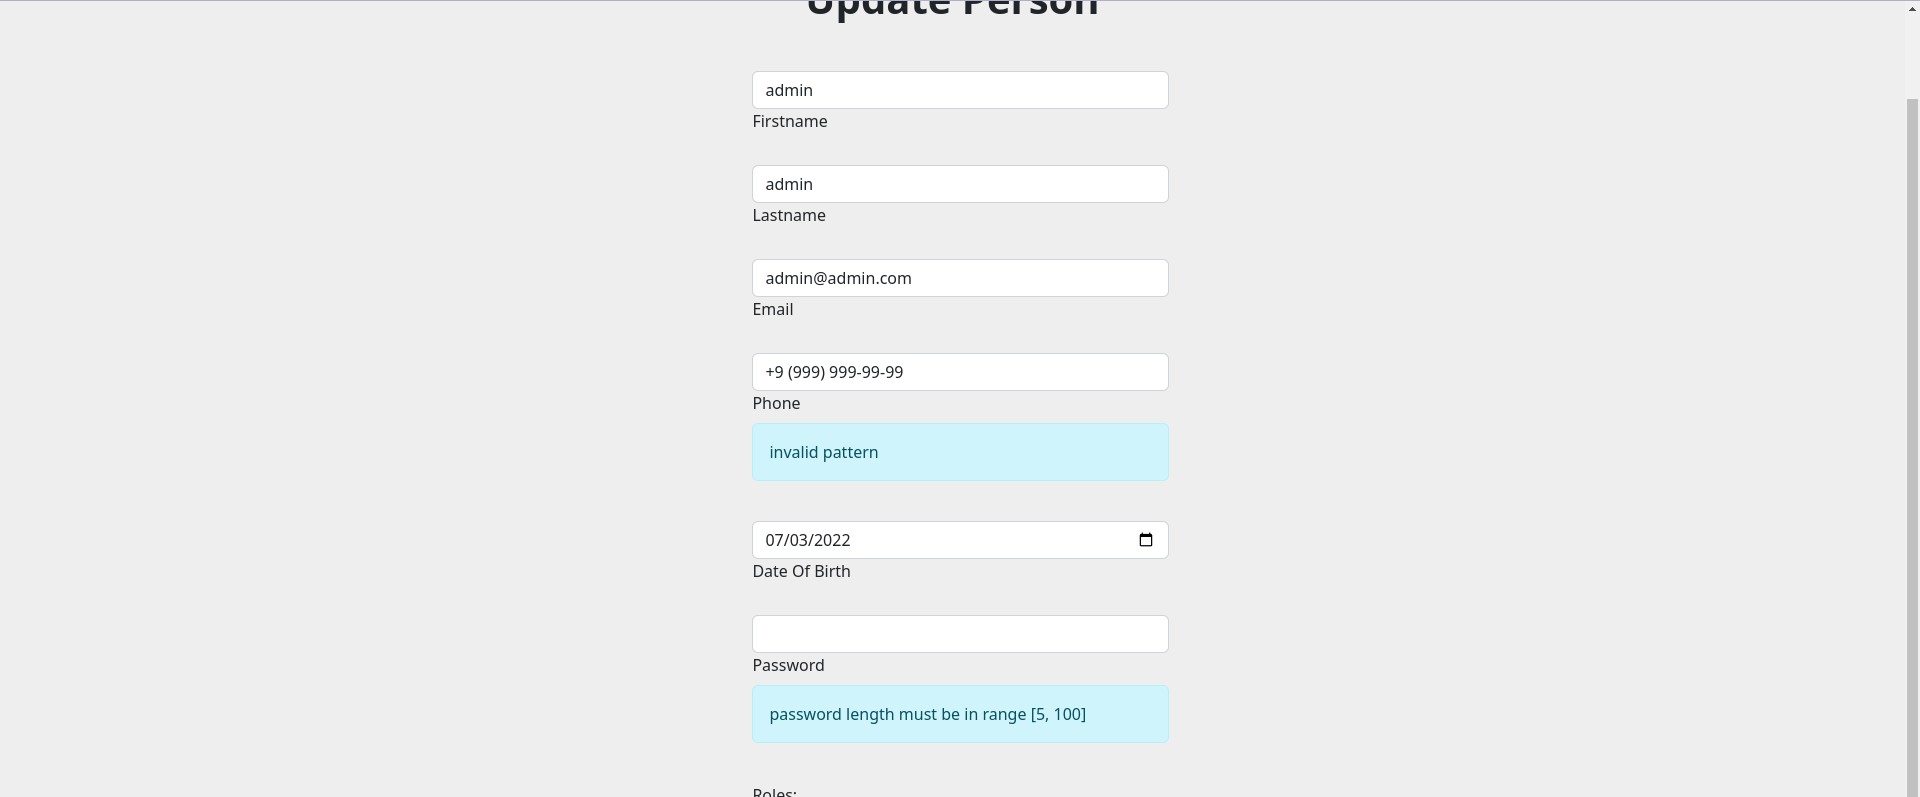 Update Person
admin
Firstname
admin
Lastname
admin@admin.com
Email
+9 (999) 999-99-99
Phone
invalid pattern
07/03/2022
Date Of Birth
Password
password length must be in range [5, 100]
Roles: